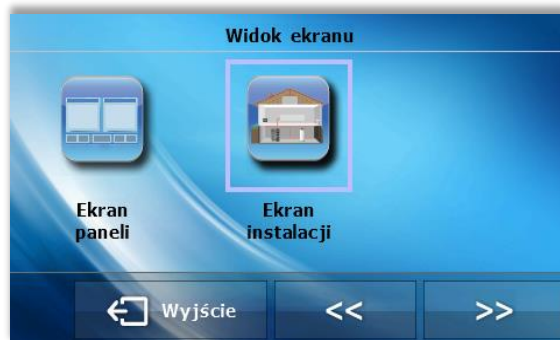 Widok ekranu
Ekran
paneli
Ekran
instalacji
Wyjście
<<
>>